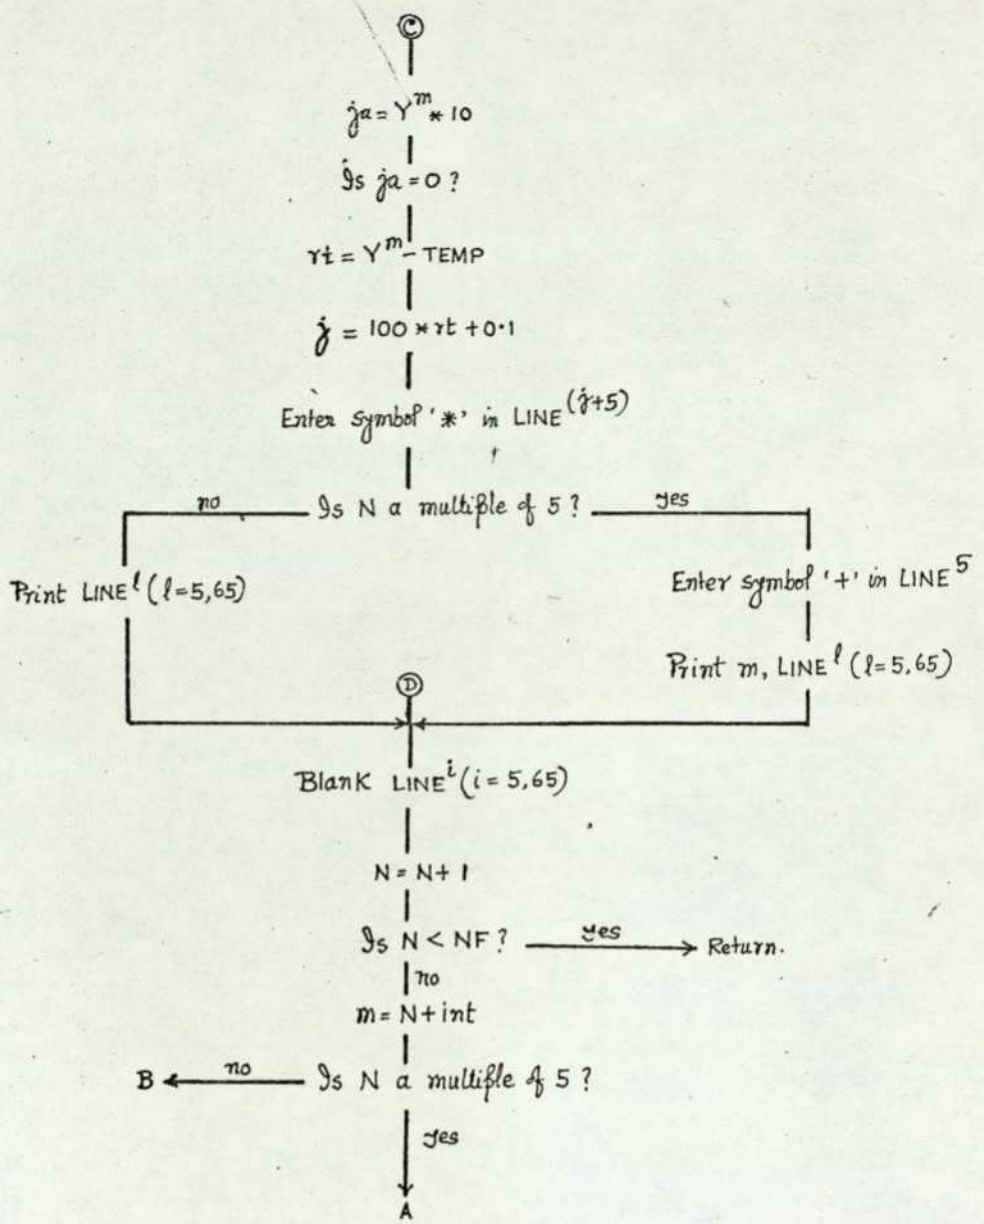 C
ja = Y^m * 10
Is ja = 0 ?
rt = Y^m - TEMP
j = 100 * rt + 0.1
Enter symbol '*' in LINE^(j+5)
no Is N a multiple of 5 ? yes
Print LINE^l (l=5,65)
Enter symbol '+' in LINE^5
Print m, LINE^l (l=5,65)
D
Blank LINE^i (i = 5,65)
N = N + 1
Is N < NF ? yes Return.
no
m = N + int
B no Is N a multiple of 5 ?
yes
A